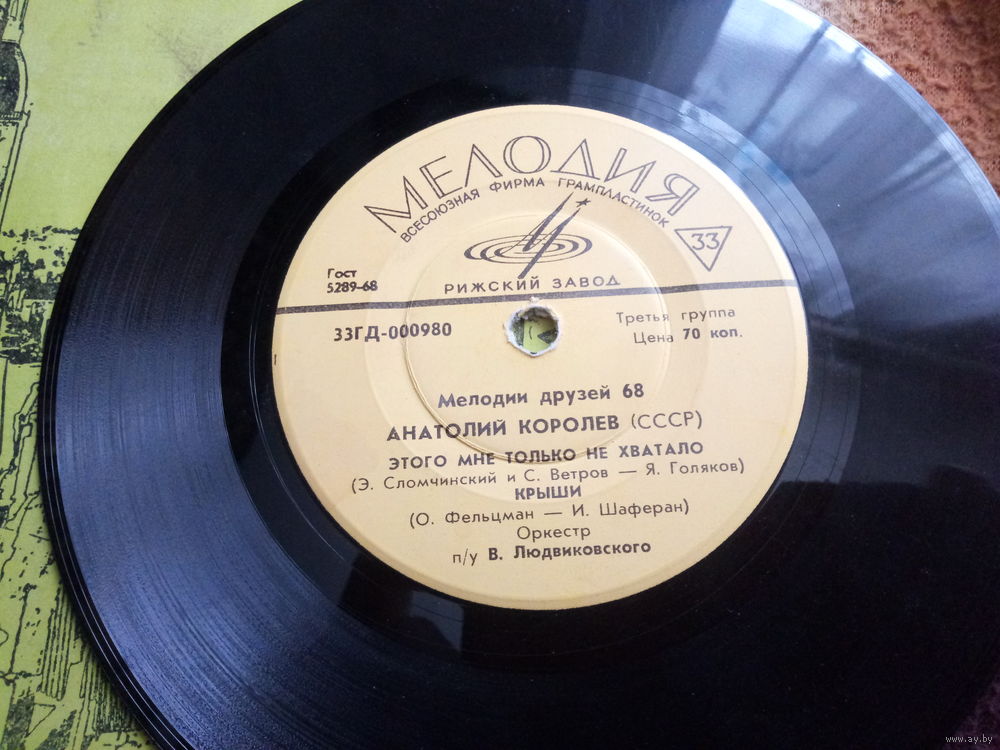 МЕЛОДИЯ
ВСЕСОЮЗНАЯ ФИРМА ГРАМПЛАСТИНОК
33
РИЖСКИЙ ЗАВОД
Гост
5289-68
33ГД-000980
Третья группа
Цена 70 коп.
Мелодии друзей 68
АНАТОЛИЙ КОРОЛЕВ (СССР)
ЭТОГО МНЕ ТОЛЬКО НЕ ХВАТАЛО
(Э. Сломчинский и С. Ветров — Я. Голяков)
КРЫШИ
(О. Фельцман — И. Шаферан)
Оркестр
п/у В. Людвиковского
www.ay.by